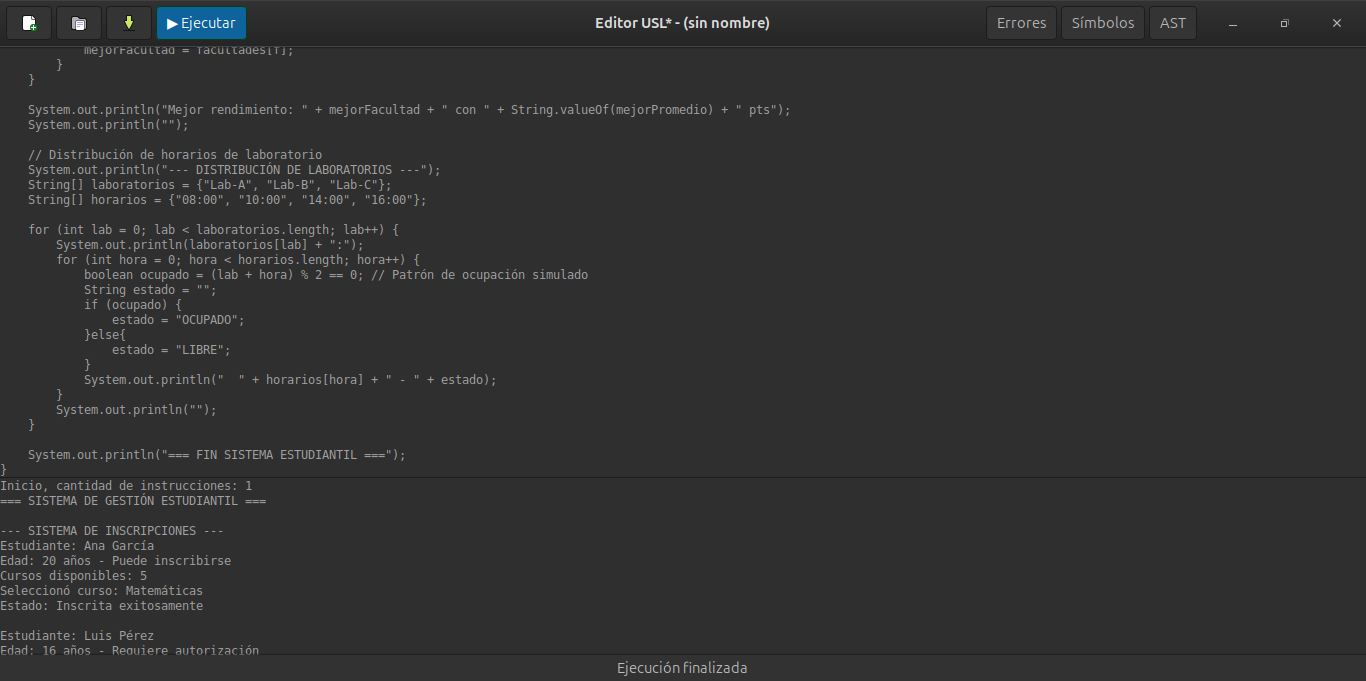 ▶ Ejecutar
Editor USL* - (sin nombre)
Errores
Símbolos
AST
            mejorFacultad = facultades[f];
        }
    }

    System.out.println("Mejor rendimiento: " + mejorFacultad + " con " + String.valueOf(mejorPromedio) + " pts");
    System.out.println("");

    // Distribución de horarios de laboratorio
    System.out.println("--- DISTRIBUCIÓN DE LABORATORIOS ---");
    String[] laboratorios = {"Lab-A", "Lab-B", "Lab-C"};
    String[] horarios = {"08:00", "10:00", "14:00", "16:00"};

    for (int lab = 0; lab < laboratorios.length; lab++) {
        System.out.println(laboratorios[lab] + ":");
        for (int hora = 0; hora < horarios.length; hora++) {
            boolean ocupado = (lab + hora) % 2 == 0; // Patrón de ocupación simulado
            String estado = "";
            if (ocupado) {
                estado = "OCUPADO";
            }else{
                estado = "LIBRE";
            }
            System.out.println("  " + horarios[hora] + " - " + estado);
        }
        System.out.println("");
    }

    System.out.println("=== FIN SISTEMA ESTUDIANTIL ===");
}
Inicio, cantidad de instrucciones: 1
=== SISTEMA DE GESTIÓN ESTUDIANTIL ===

--- SISTEMA DE INSCRIPCIONES ---
Estudiante: Ana García
Edad: 20 años - Puede inscribirse
Cursos disponibles: 5
Seleccionó curso: Matemáticas
Estado: Inscrita exitosamente

Estudiante: Luis Pérez
Edad: 16 años - Requiere autorización
Ejecución finalizada